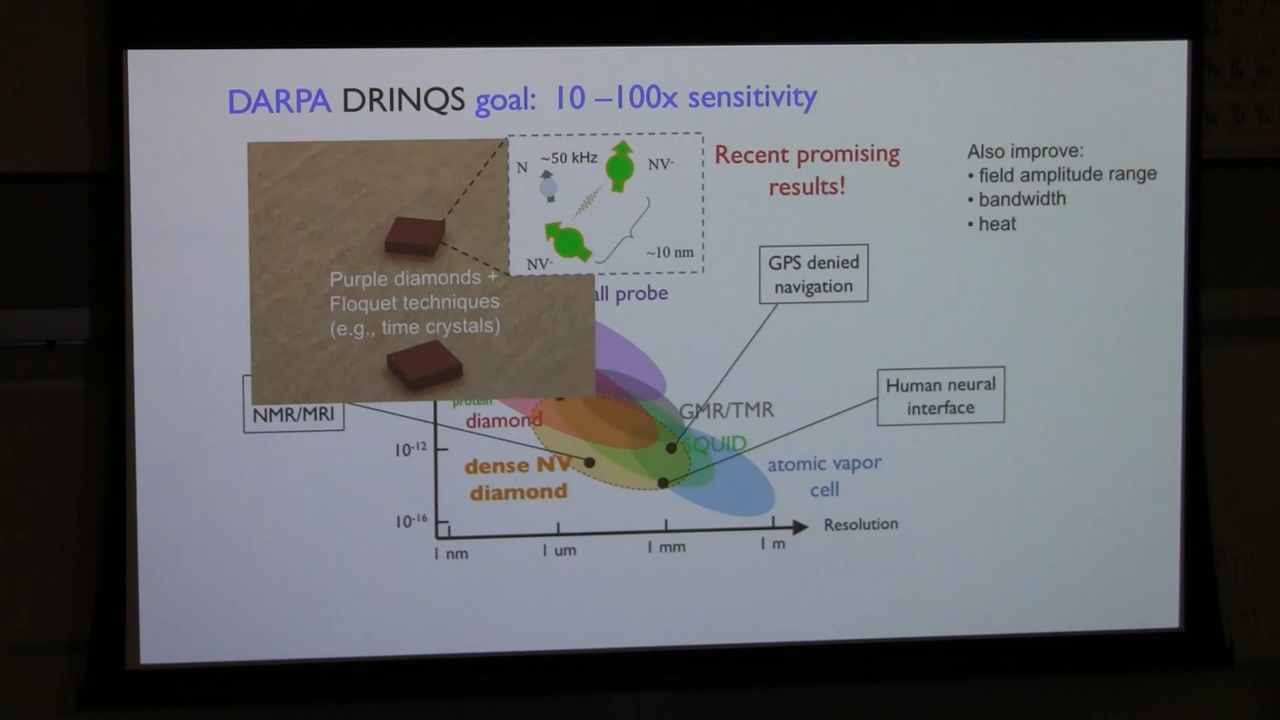 DARPA DRINQS goal: 10 –100x sensitivity
N
~50 kHz
NV-
NV-
~10 nm
Recent promising
results!
Also improve:
• field amplitude range
• bandwidth
• heat
Purple diamonds +
Floquet techniques
(e.g., time crystals)
all probe
GPS denied
navigation
Human neural
interface
NMR/MRI
protein
diamond
GMR/TMR
SQUID
10-12
dense NV
diamond
atomic vapor
cell
10-16
Resolution
1 nm
1 um
1 mm
1 m